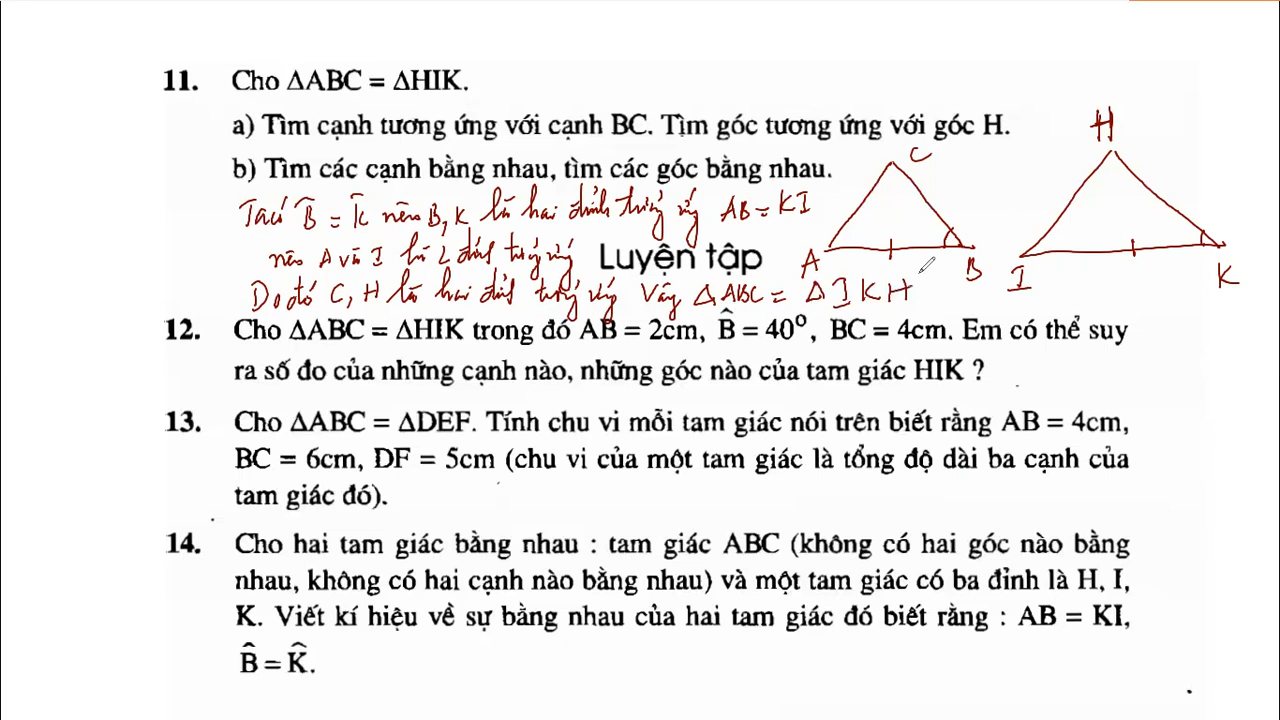 11. Cho ΔABC = ΔHIK.
a) Tìm cạnh tương ứng với cạnh BC. Tìm góc tương ứng với góc H.
b) Tìm các cạnh bằng nhau, tìm các góc bằng nhau.
Ta có B̂ = K̂ nên B, K là hai đỉnh tương ứng AB = KI
nên A và I là 2 đỉnh tương ứng
Luyện tập
Do đó C, H là hai đỉnh tương ứng Vậy ΔABC = ΔIKH
H
C
A
B
I
K
12. Cho ΔABC = ΔHIK trong đó AB = 2cm, B̂ = 40⁰, BC = 4cm. Em có thể suy
ra số đo của những cạnh nào, những góc nào của tam giác HIK ?
13. Cho ΔABC = ΔDEF. Tính chu vi mỗi tam giác nói trên biết rằng AB = 4cm,
BC = 6cm, DF = 5cm (chu vi của một tam giác là tổng độ dài ba cạnh của
tam giác đó).
14. Cho hai tam giác bằng nhau : tam giác ABC (không có hai góc nào bằng
nhau, không có hai cạnh nào bằng nhau) và một tam giác có ba đỉnh là H, I,
K. Viết kí hiệu về sự bằng nhau của hai tam giác đó biết rằng : AB = KI,
B̂ = K̂.